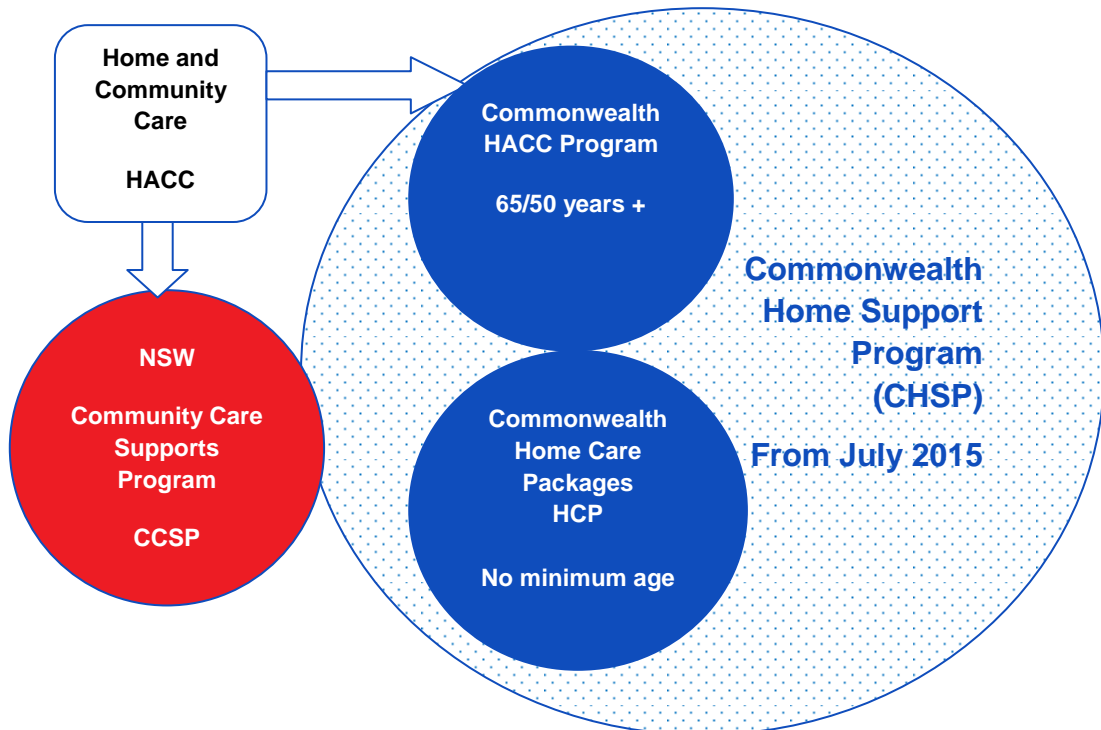 Home and
Community
Care
HACC
Commonwealth
HACC Program
65/50 years +
Commonwealth
Home Support
Program
(CHSP)
From July 2015
NSW
Community Care
Supports
Program
CCSP
Commonwealth
Home Care
Packages
HCP
No minimum age